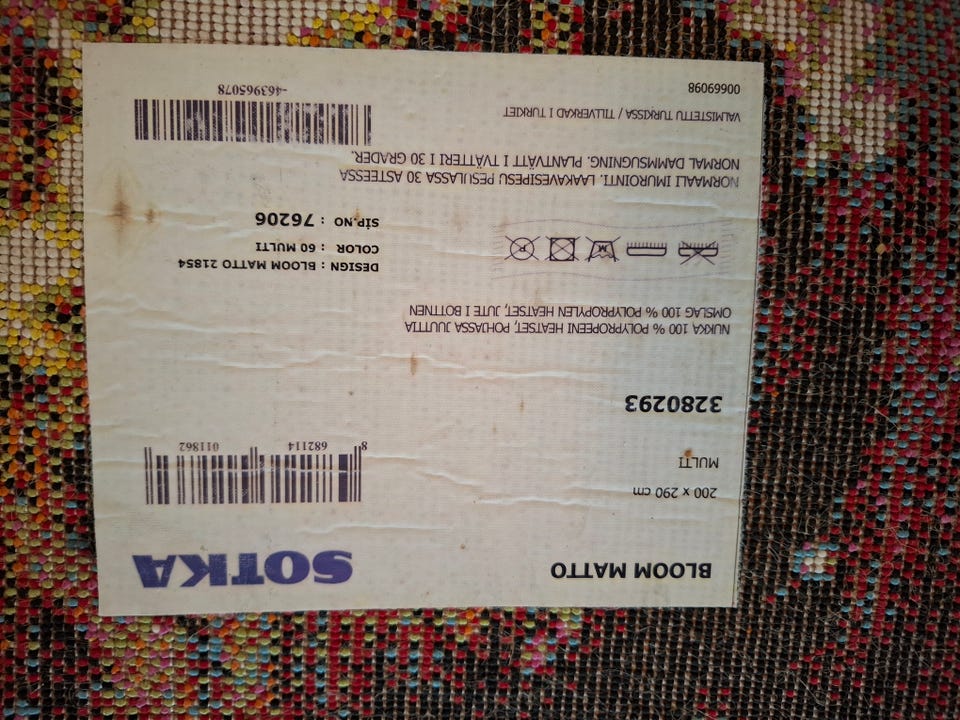 BLOOM MATTO
SOTKA
200 x 290 cm
MULTI
8 682114 011862
3280293
NUKKA 100 % POLYPROPEENI HEATSET, POHJASSA JUUTTIA
OMSLAG 100 % POLYPROPYLEN HEATSET, JUTE I BOTTNEN
DESIGN : BLOOM MATTO 21854
COLOR : 60 MULTI
SİP.NO : 76206
M
P
NORMAALI IMUROINTI. LAAKAVESIPESU PESULASSA 30 ASTEESSA
NORMAL DAMMSUGNING. PLANTVÄTT I TVÄTTERI I 30 GRADER.
VALMISTETTU TURKISSA / TILLVERKAD I TURKIET
00669098
-463965078